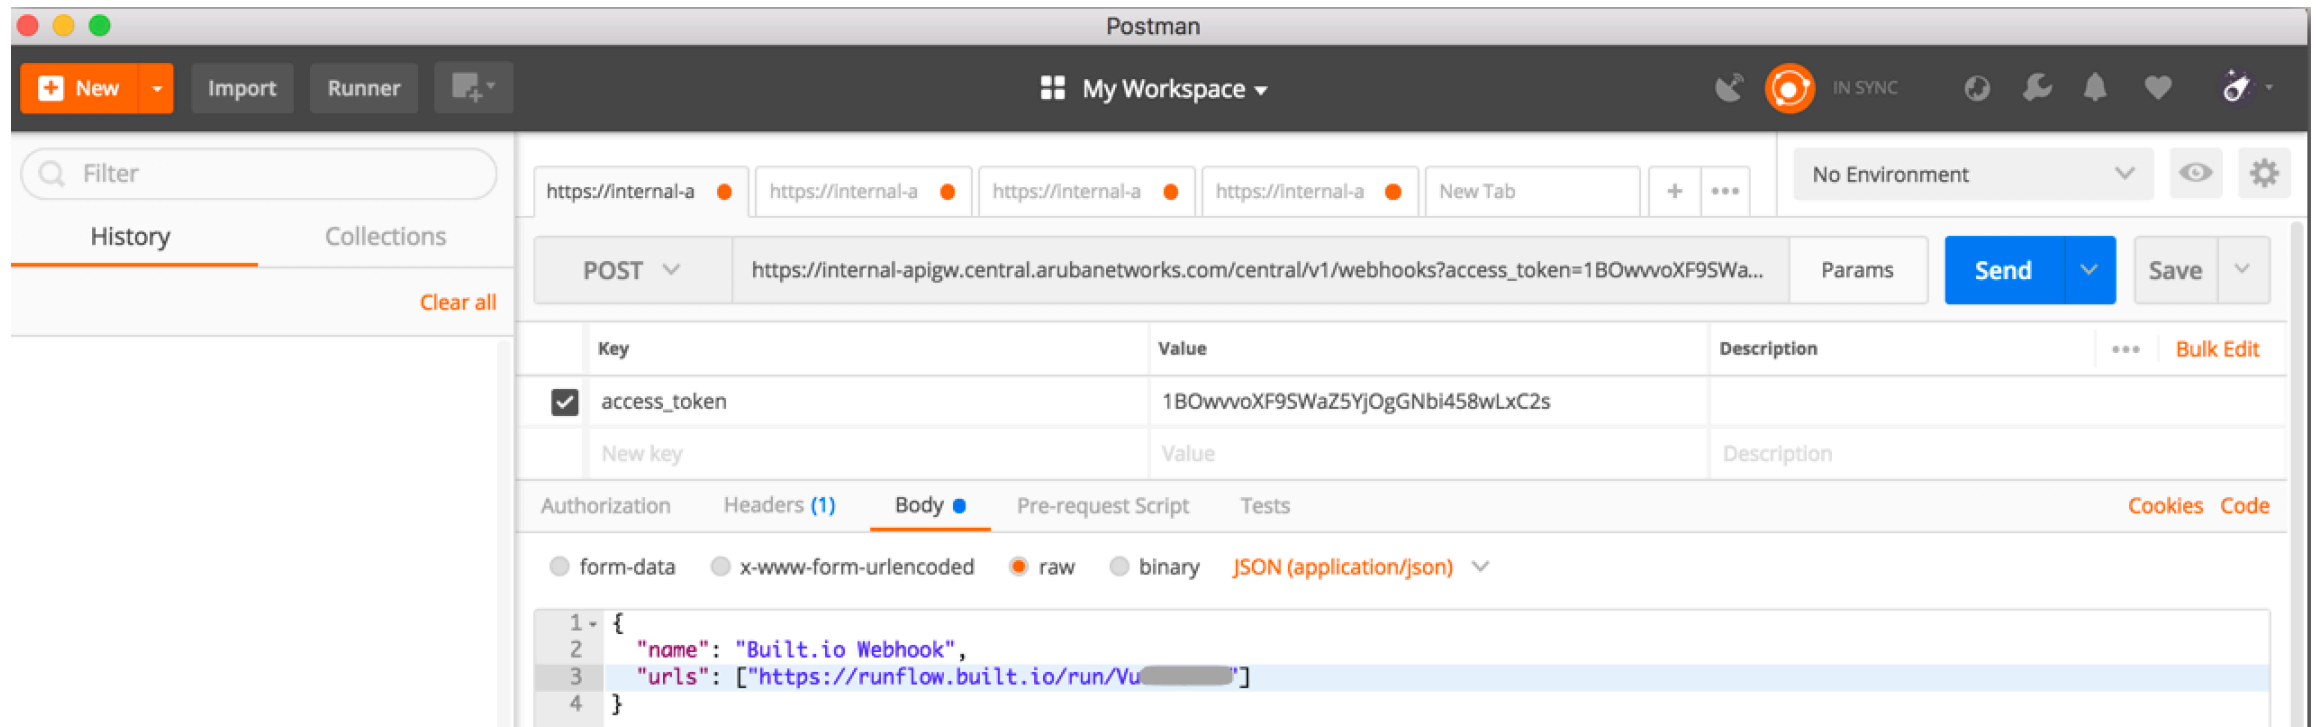 Postman
New Import Runner My Workspace IN SYNC
Filter
History Collections
Clear all
https://internal-a https://internal-a https://internal-a https://internal-a New Tab + ••• No Environment
POST https://internal-apigw.central.arubanetworks.com/central/v1/webhooks?access_token=1BOwvvoXF9SWa... Params Send Save
Key Value Description ••• Bulk Edit
access_token 1BOwvvoXF9SWaZ5YjOgGNbi458wLxC2s
New key Value Description
Authorization Headers (1) Body Pre-request Script Tests Cookies Code
form-data x-www-form-urlencoded raw binary JSON (application/json)
1 {
2 "name": "Built.io Webhook",
3 "urls": ["https://runflow.built.io/run/Vu "]
4 }